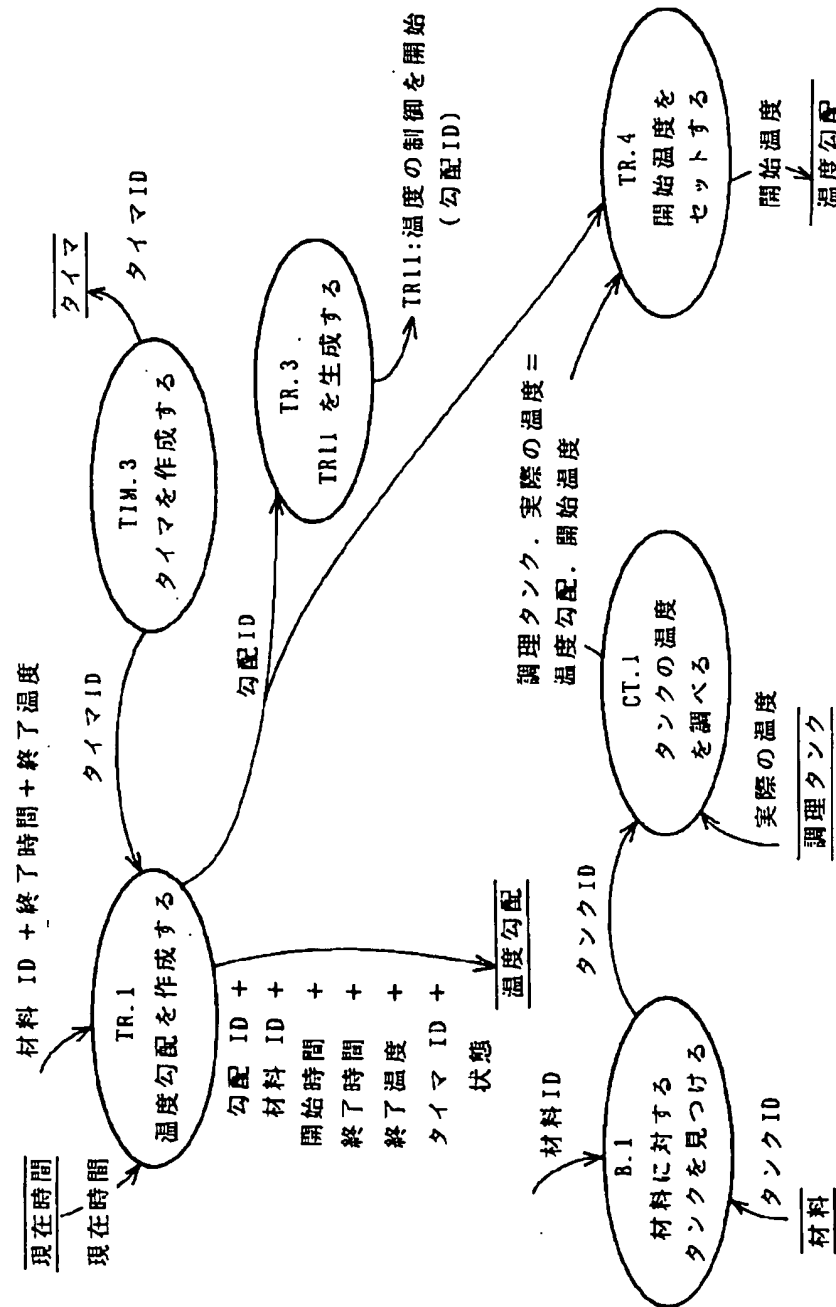 材料 ID +終了時間+終了温度
現在時間
現在時間
TR.1
温度勾配を作成する
タイマID
TIM.3
タイマを作成する
タイマ
タイマID
勾配 ID +
材料 ID +
開始時間 +
終了時間 +
終了温度 +
タイマ ID +
状態
温度勾配
勾配ID
TR.3
TR11 を生成する
TR11:温度の制御を開始
(勾配ID)
材料ID
B.1
材料に対する
タンクを見つける
タンクID
材料
タンクID
CT.1
タンクの温度
を調べる
実際の温度
調理タンク
調理タンク. 実際の温度=
温度勾配. 開始温度
TR.4
開始温度を
セットする
開始温度
温度勾配